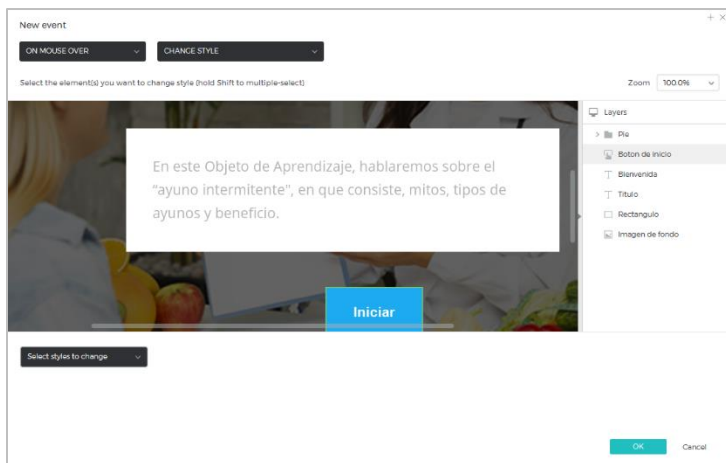 New event
ON MOUSE OVER
CHANGE STYLE
Select the element(s) you want to change style (hold Shift to multiple-select)
Zoom 100.0%
Layers
Pie
Boton de inicio
Bienvenida
Titulo
Rectangulo
Imagen de fondo
En este Objeto de Aprendizaje, hablaremos sobre el
“ayuno intermitente”, en que consiste, mitos, tipos de
ayunos y beneficio.
Iniciar
Select styles to change
OK
Cancel